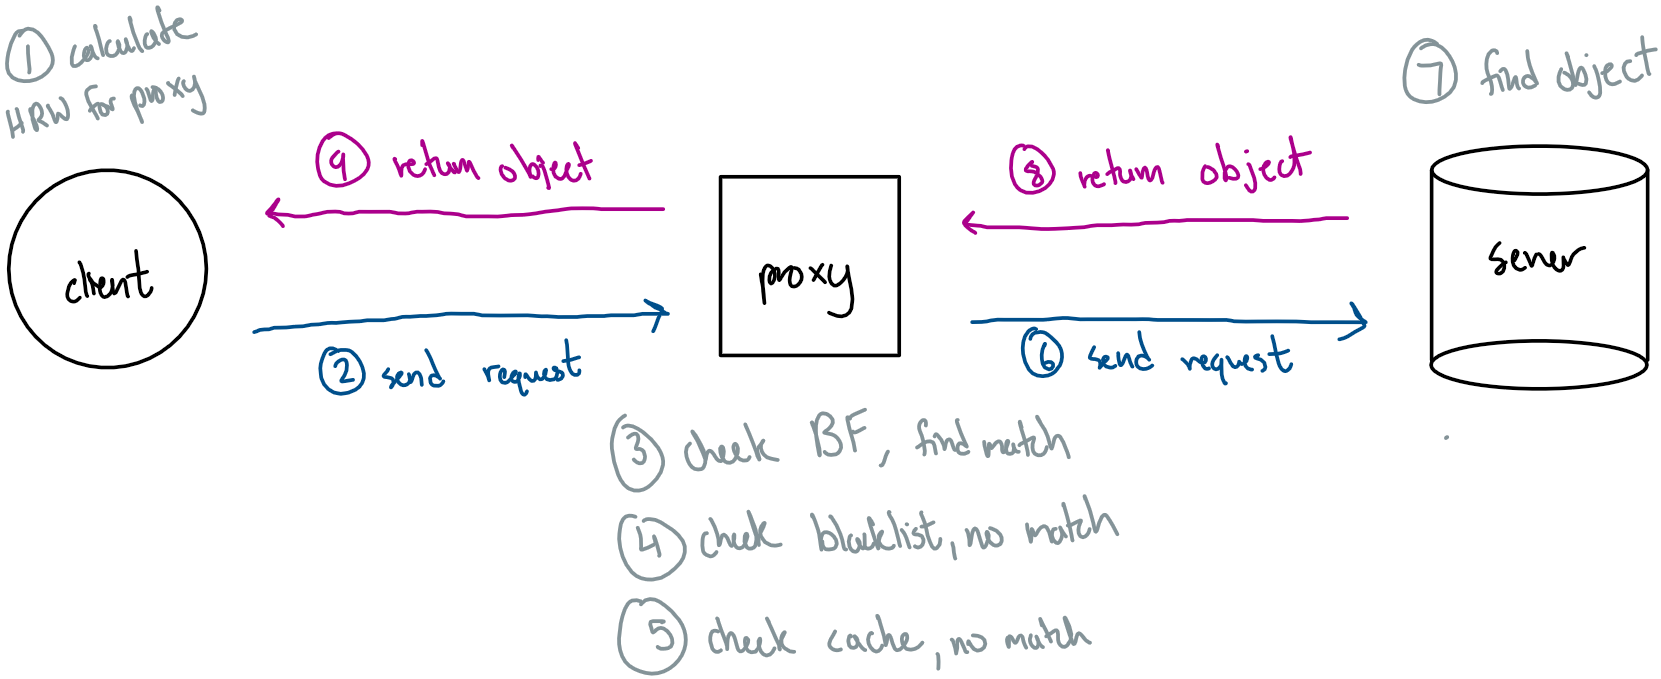 ① calculate
HRW for proxy
⑦ find object
⑨ return object
⑧ return object
client
proxy
server
② send request
⑥ send request
③ check BF, find match
④ check blacklist, no match
⑤ check cache, no match